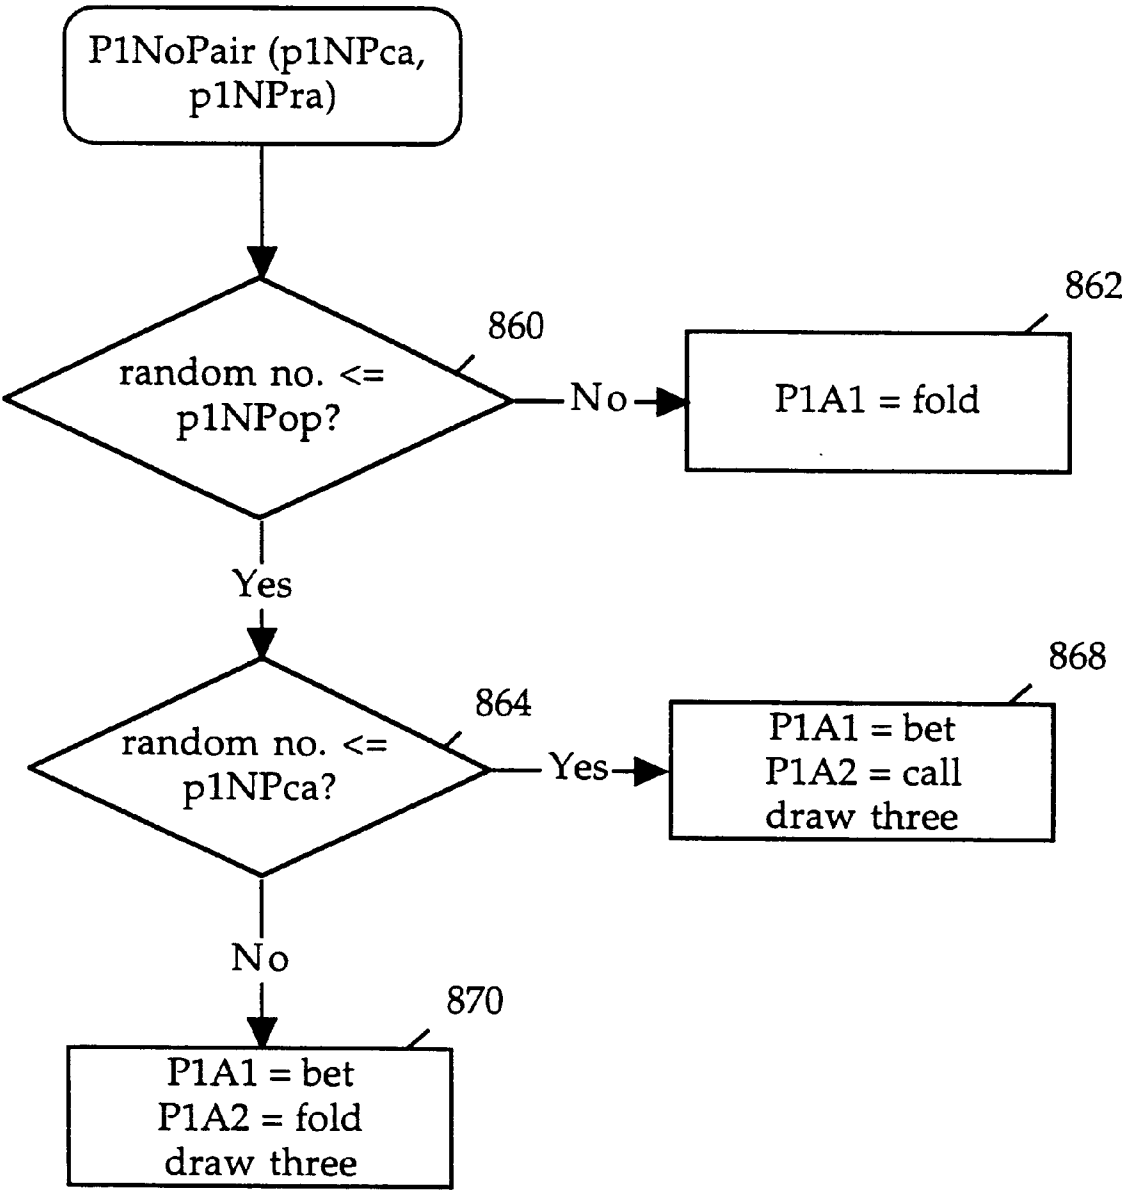 P1NoPair (p1NPca,
p1NPra)
860
random no. <=
p1NPop?
No
862
P1A1 = fold
Yes
864
random no. <=
p1NPca?
Yes
868
P1A1 = bet
P1A2 = call
draw three
No
870
P1A1 = bet
P1A2 = fold
draw three